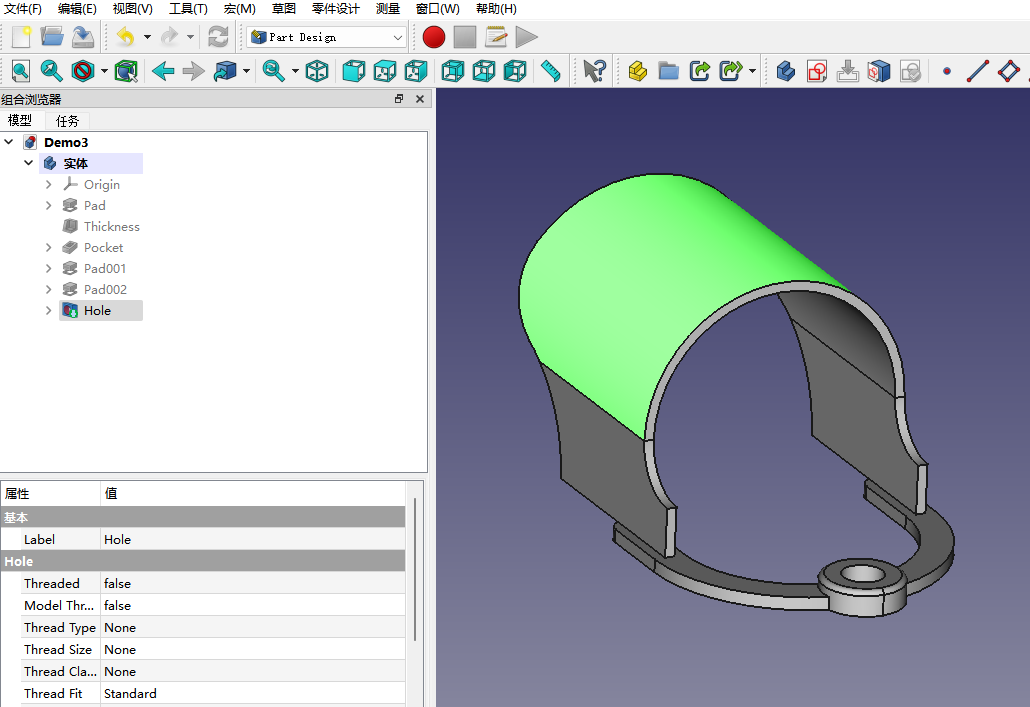 文件(F) 编辑(E) 视图(V) 工具(T) 宏(M) 草图 零件设计 测量 窗口(W) 帮助(H)
Part Design
组合浏览器
模型 任务
Demo3
实体
Origin
Pad
Thickness
Pocket
Pad001
Pad002
Hole
属性 值
基本
Label Hole
Hole
Threaded false
Model Thr... false
Thread Type None
Thread Size None
Thread Cla... None
Thread Fit Standard